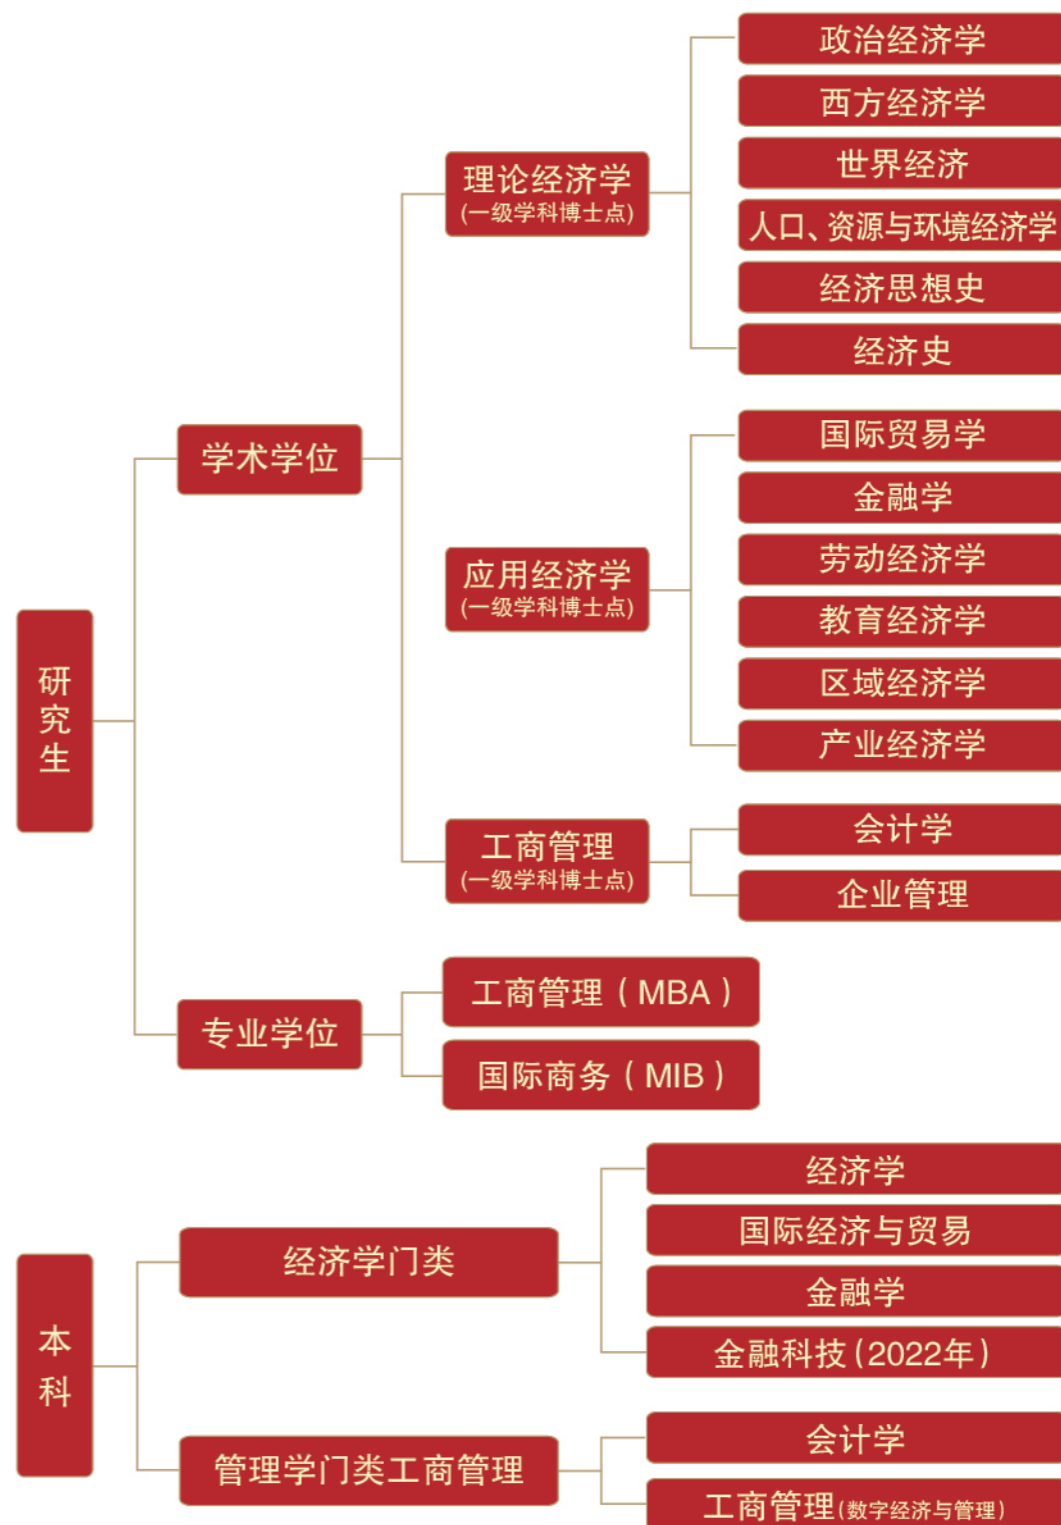 研究生
学术学位
理论经济学
(一级学科博士点)
政治经济学
西方经济学
世界经济
人口、资源与环境经济学
经济思想史
经济史
应用经济学
(一级学科博士点)
国际贸易学
金融学
劳动经济学
教育经济学
区域经济学
产业经济学
工商管理
(一级学科博士点)
会计学
企业管理
专业学位
工商管理（MBA）
国际商务（MIB）
本科
经济学门类
经济学
国际经济与贸易
金融学
金融科技(2022年)
管理学门类工商管理
会计学
工商管理(数字经济与管理)